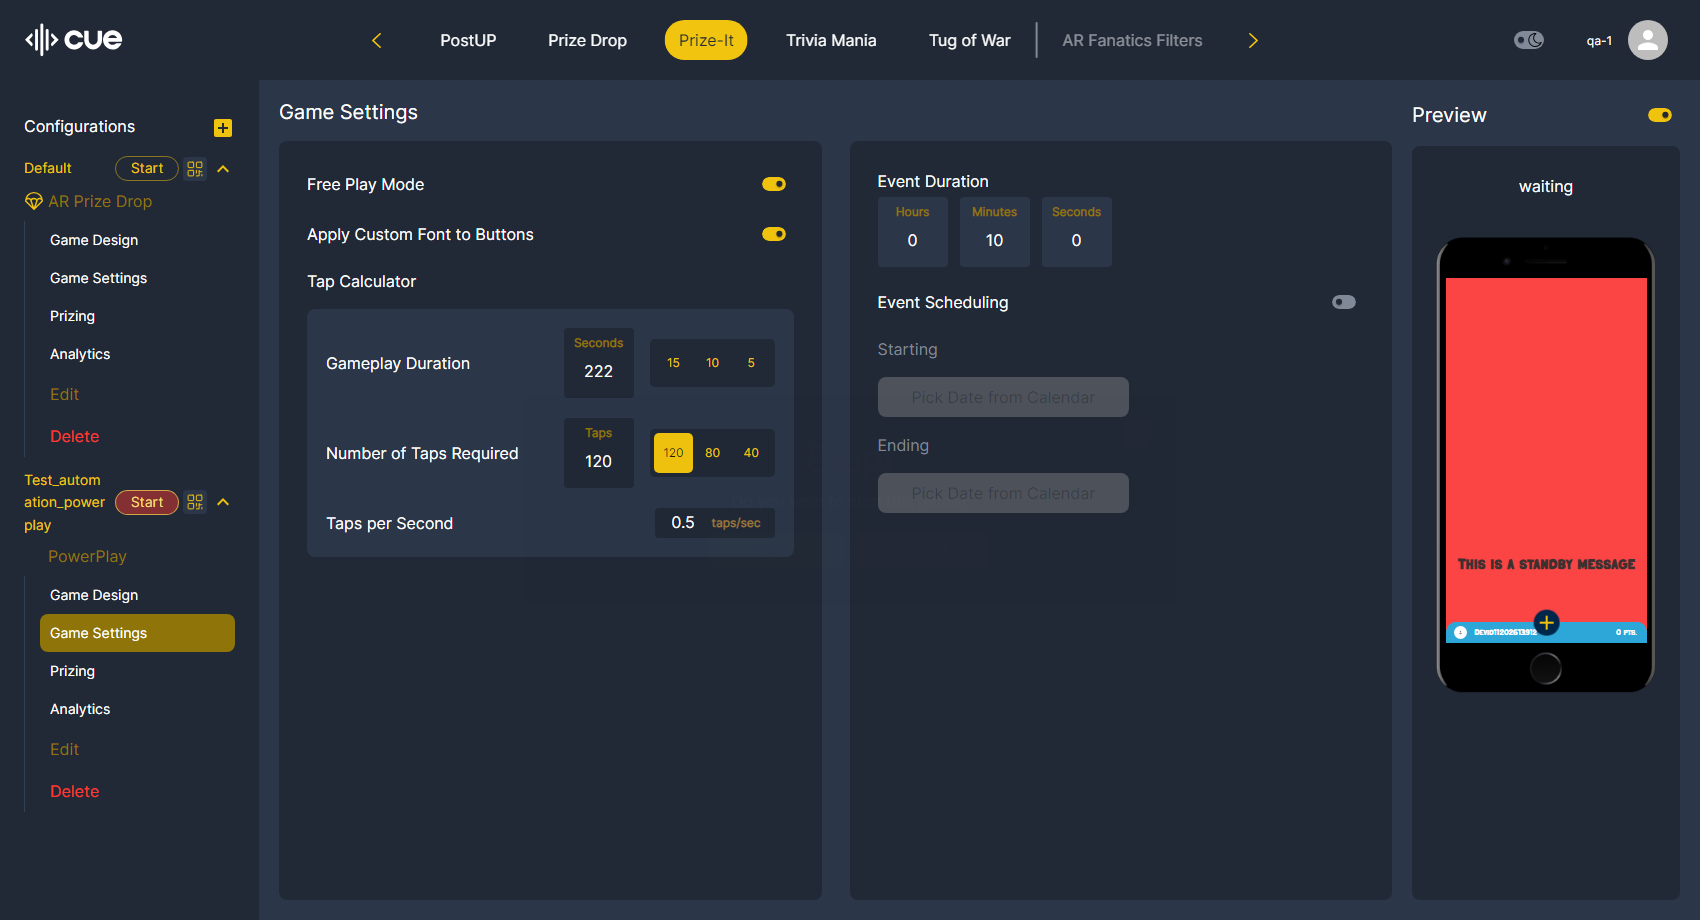 cue
PostUP
Prize Drop
Prize-It
Trivia Mania
Tug of War
AR Fanatics Filters
qa-1
Configurations
Default
Start
AR Prize Drop
Game Design
Game Settings
Prizing
Analytics
Edit
Delete
Test_autom
ation_power
play
Start
PowerPlay
Game Design
Game Settings
Prizing
Analytics
Edit
Delete
Game Settings
Free Play Mode
Apply Custom Font to Buttons
Tap Calculator
Gameplay Duration
Seconds
222
15 10 5
Number of Taps Required
Taps
120
120 80 40
Taps per Second
0.5 taps/sec
Event Duration
Hours
0
Minutes
10
Seconds
0
Event Scheduling
Starting
Pick Date from Calendar
Ending
Pick Date from Calendar
Preview
waiting
This is a standby message
0 pts.